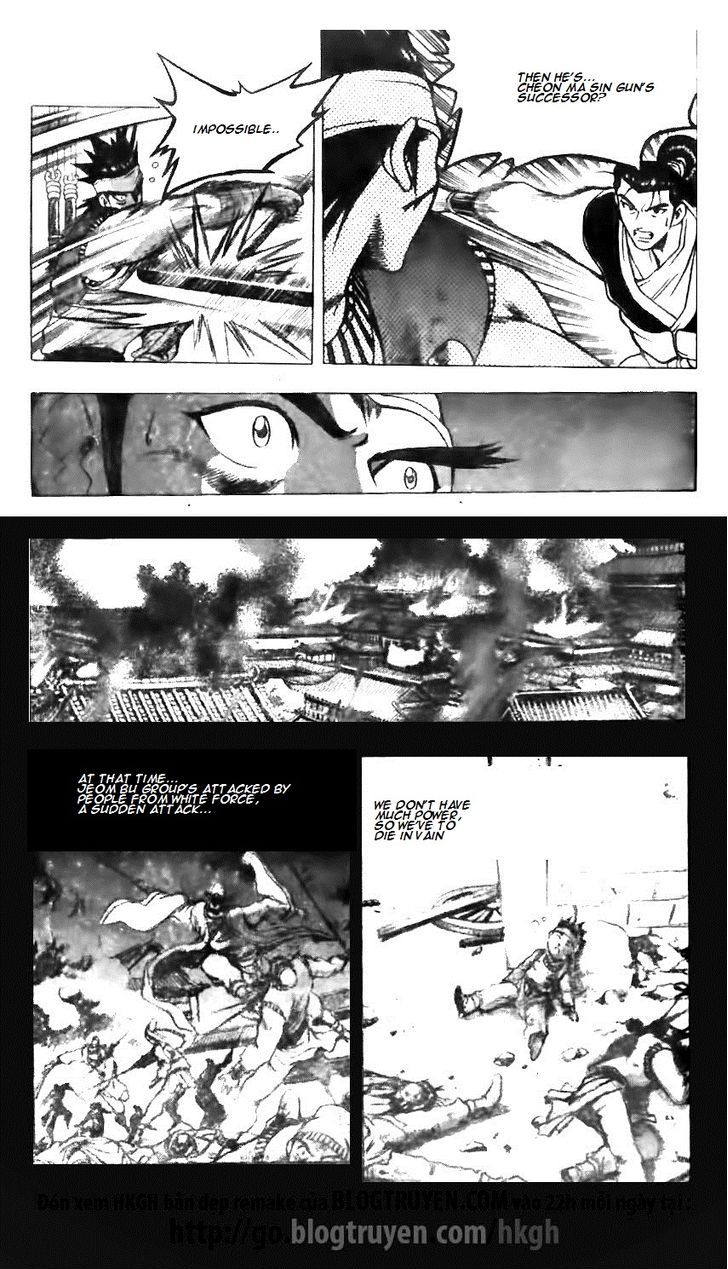 IMPOSSIBLE..
THEN HE'S...
CHEON MA SIN GUN'S
SUCCESSOR?
AT THAT TIME...
JEOM BU GROUP'S ATTACKED BY
PEOPLE FROM WHITE FORCE,
A SUDDEN ATTACK...
WE DON'T HAVE
MUCH POWER,
SO WE'VE TO
DIE IN VAIN
Đón xem HKGH bản đẹp remake của BLOGTRUYEN.COM vào 22h mỗi ngày tại :
http://go.blogtruyen.com/hkgh